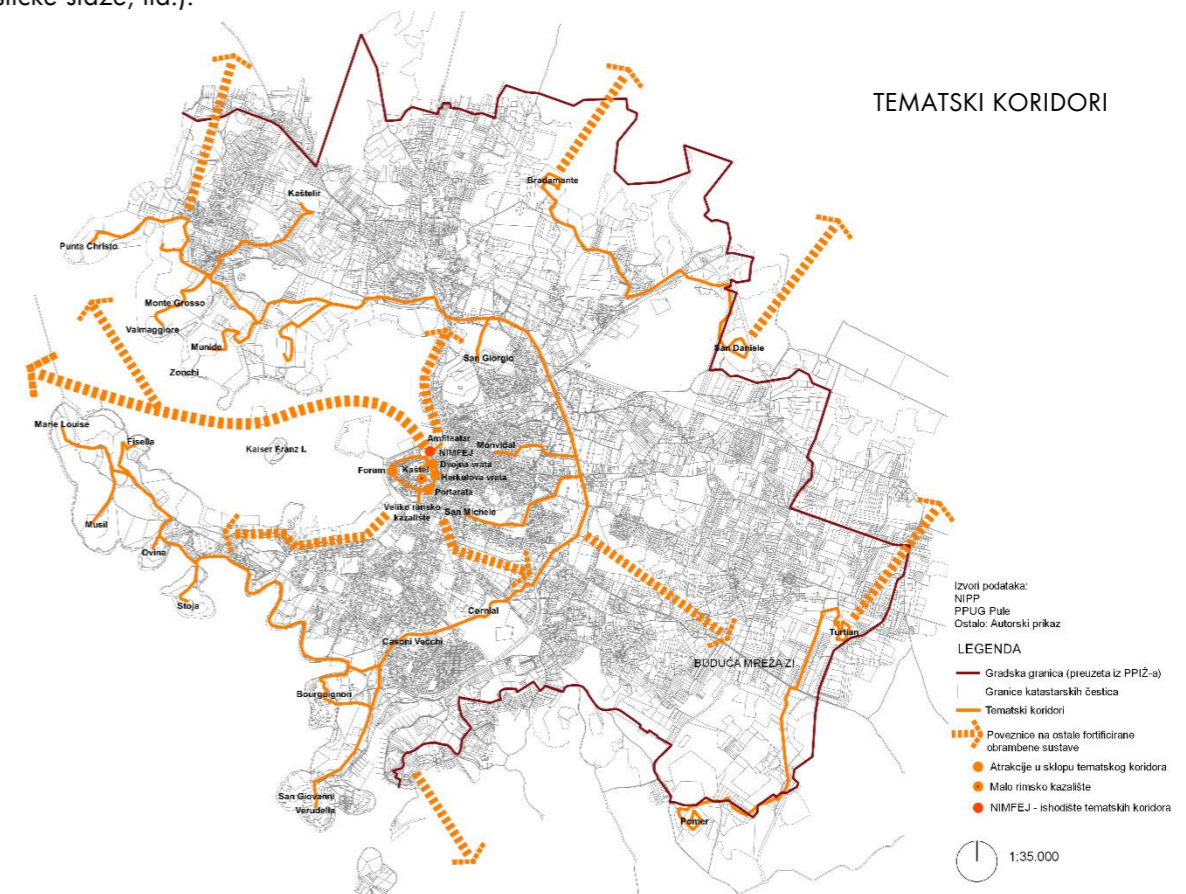 TEMATSKI KORIDORI
Bradamante
Kaštelir
Punta Christo
Monte Grosso
Valmaggiore
Munide
Zonchi
San Giorgio
San Daniele
Marie Louise
Fisella
Kaiser Franz I.
Amfiteatar
NIMFEJ
Monvidal
Dvojna vrata
Forum
Kaštel
Herkulova vrata
Portarata
Veliko rimsko
kazalište
San Michele
Musil
Ovina
Stoja
Corniai
Casoni Vecchi
Bourguignon
San Giovanni
Verudella
Turtian
BUDUĆA MREŽA ZI
Pomer
Izvori podataka:
NIPP
PPUG Pule
Ostalo: Autorski prikaz
LEGENDA
Gradska granica (preuzeta iz PPIŽ-a)
Granice katastarskih čestica
Tematski koridori
Poveznice na ostale fortificirane
obrambene sustave
Atrakcije u sklopu tematskog koridora
Malo rimsko kazalište
NIMFEJ - ishodište tematskih koridora
1:35.000